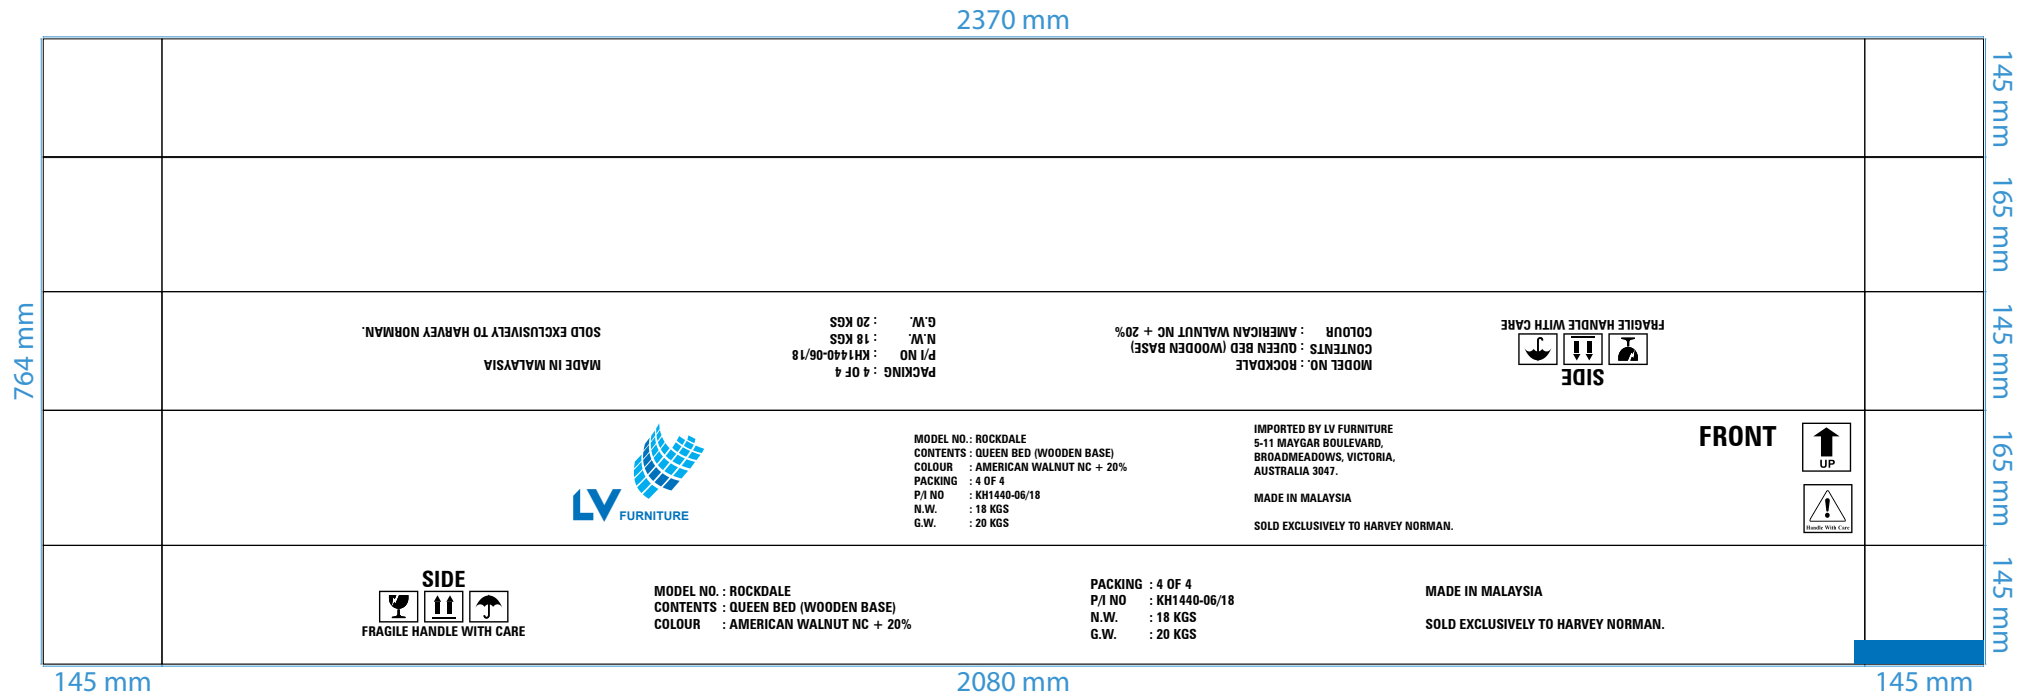 2370 mm
145 mm
165 mm
145 mm
165 mm
145 mm
764 mm
SIDE
FRAGILE HANDLE WITH CARE
MODEL NO. : ROCKDALE
CONTENTS : QUEEN BED (WOODEN BASE)
COLOUR : AMERICAN WALNUT NC + 20%
PACKING : 4 OF 4
P/I NO : KH1440-06/18
N.W. : 18 KGS
G.W. : 20 KGS
MADE IN MALAYSIA
SOLD EXCLUSIVELY TO HARVEY NORMAN.
LV
FURNITURE
MODEL NO. : ROCKDALE
CONTENTS : QUEEN BED (WOODEN BASE)
COLOUR : AMERICAN WALNUT NC + 20%
PACKING : 4 OF 4
P/I NO : KH1440-06/18
N.W. : 18 KGS
G.W. : 20 KGS
IMPORTED BY LV FURNITURE
5-11 MAYGAR BOULEVARD,
BROADMEADOWS, VICTORIA,
AUSTRALIA 3047.
MADE IN MALAYSIA
SOLD EXCLUSIVELY TO HARVEY NORMAN.
FRONT
UP
Handle With Care
SIDE
FRAGILE HANDLE WITH CARE
MODEL NO. : ROCKDALE
CONTENTS : QUEEN BED (WOODEN BASE)
COLOUR : AMERICAN WALNUT NC + 20%
PACKING : 4 OF 4
P/I NO : KH1440-06/18
N.W. : 18 KGS
G.W. : 20 KGS
MADE IN MALAYSIA
SOLD EXCLUSIVELY TO HARVEY NORMAN.
145 mm
2080 mm
145 mm